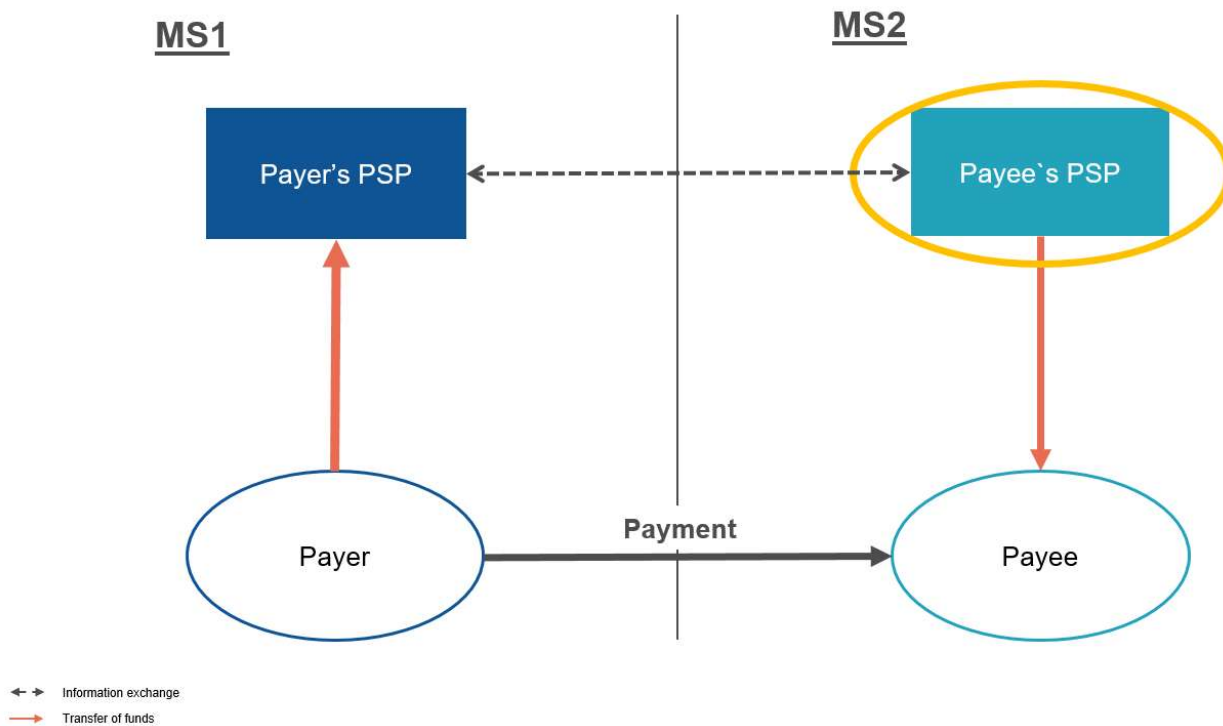 MS1
MS2
Payer’s PSP
Payee`s PSP
Payment
Payer
Payee
Information exchange
Transfer of funds